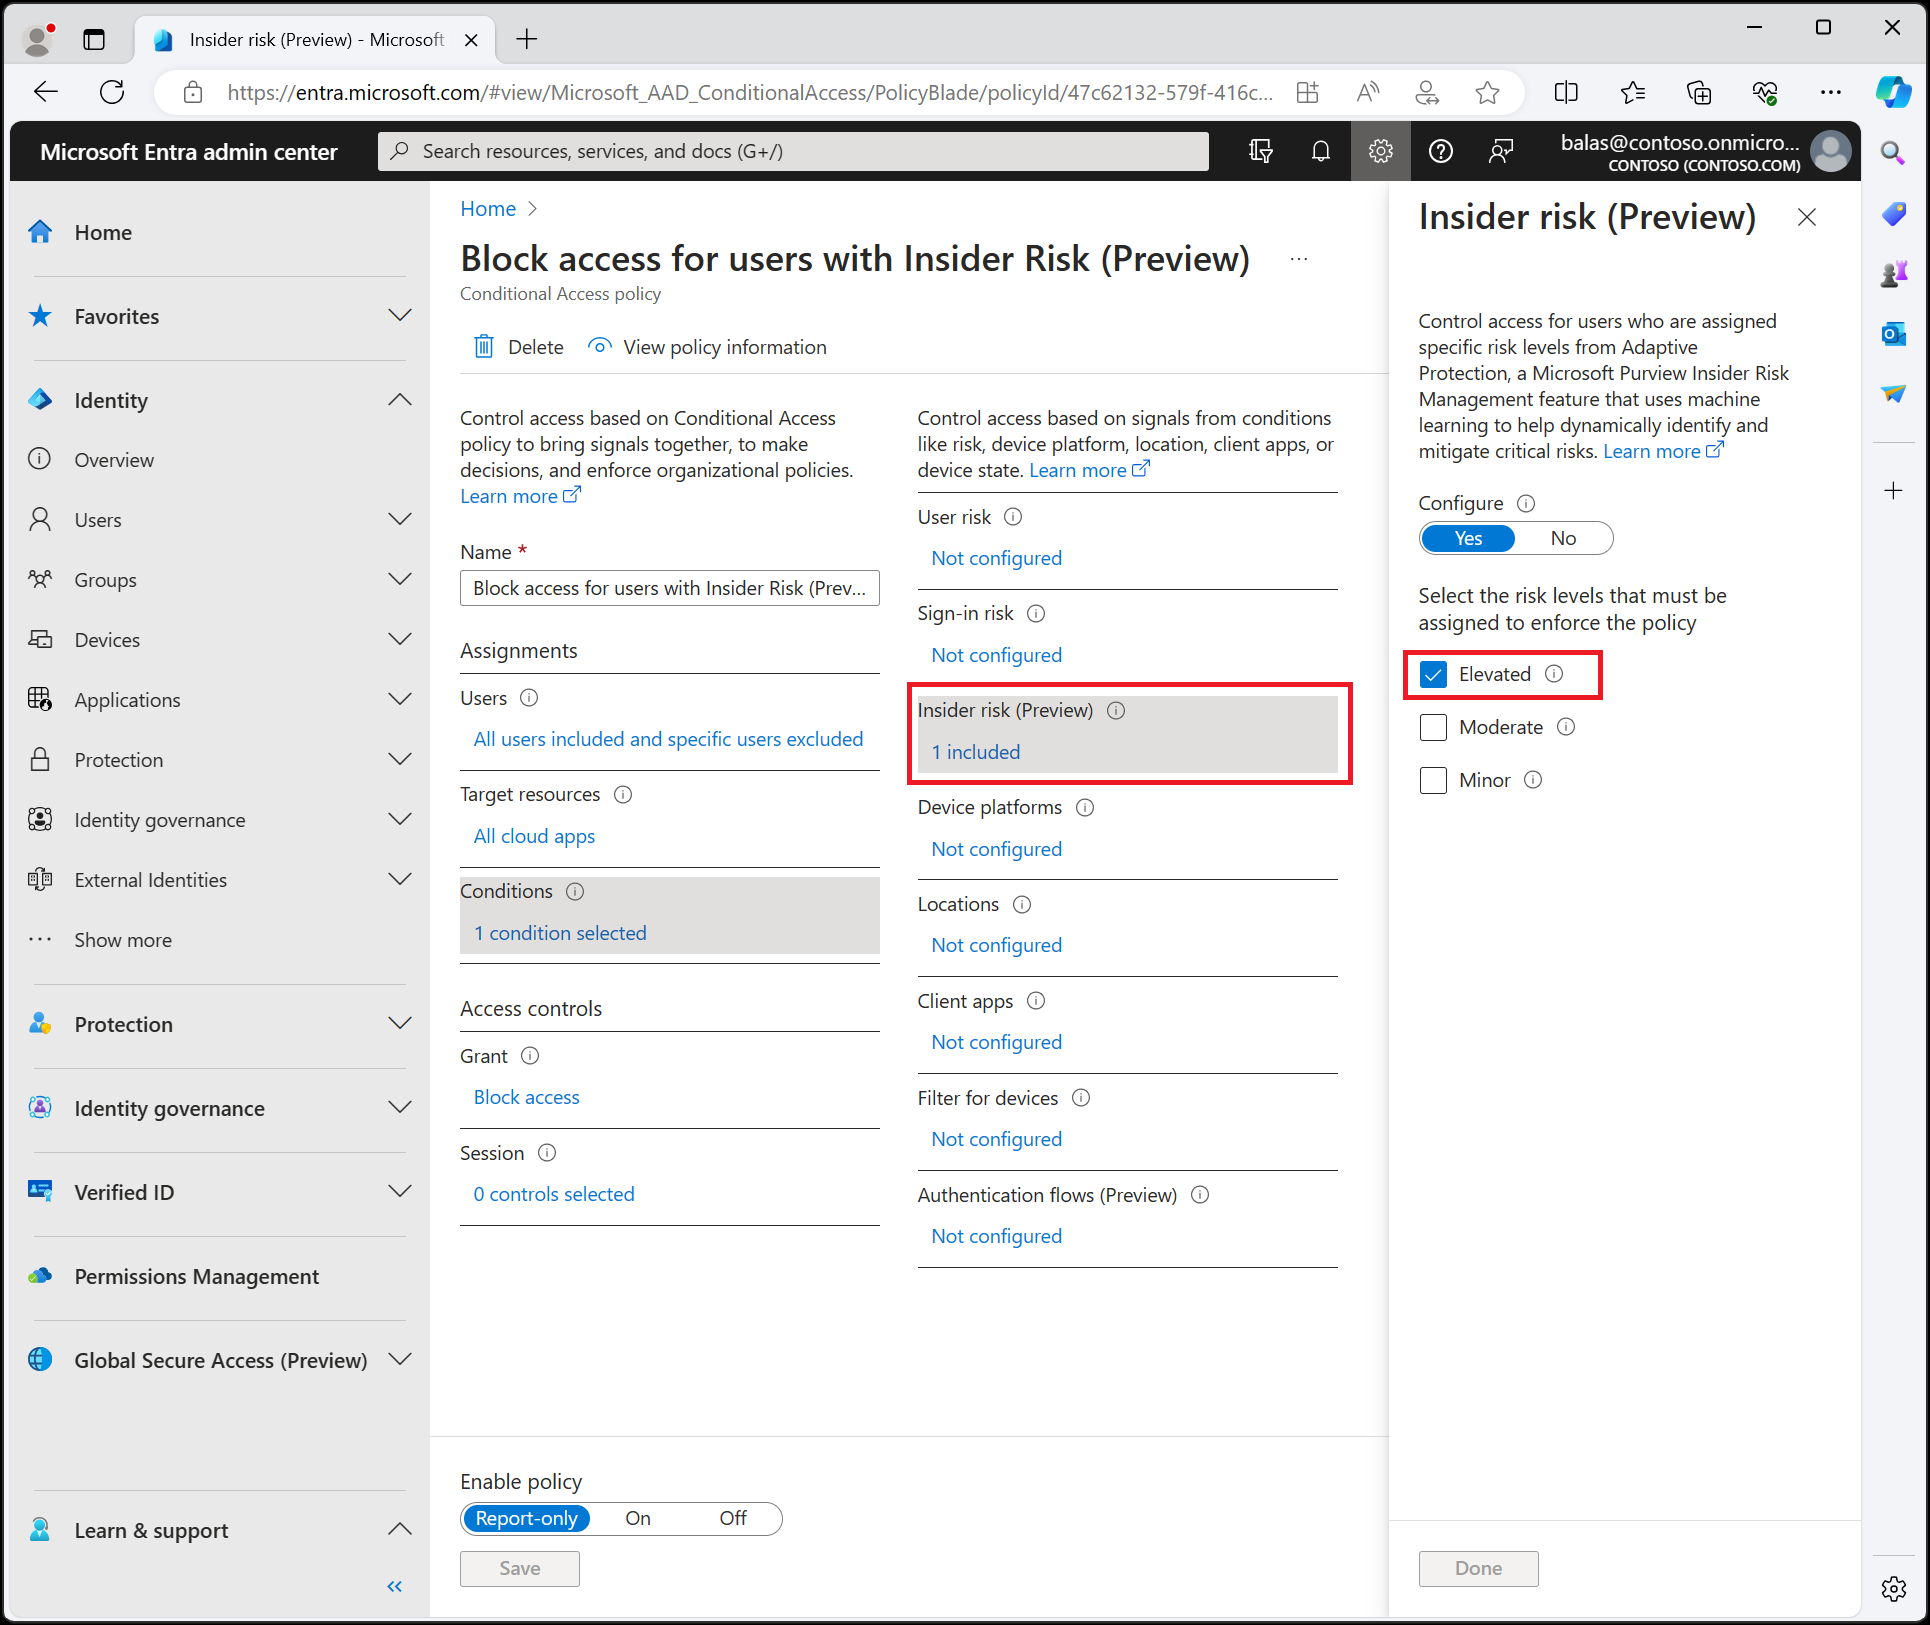 Insider risk (Preview) - Microsoft
https://entra.microsoft.com/#view/Microsoft_AAD_ConditionalAccess/PolicyBlade/policyId/47c62132-579f-416c...
Microsoft Entra admin center
Search resources, services, and docs (G+/)
balas@contoso.onmicro...
CONTOSO (CONTOSO.COM)
Home
Favorites
Identity
Overview
Users
Groups
Devices
Applications
Protection
Identity governance
External Identities
Show more
Protection
Identity governance
Verified ID
Permissions Management
Global Secure Access (Preview)
Learn & support
Home
Block access for users with Insider Risk (Preview)
Conditional Access policy
Delete
View policy information
Control access based on Conditional Access
policy to bring signals together, to make
decisions, and enforce organizational policies.
Learn more
Name *
Block access for users with Insider Risk (Prev...
Assignments
Users
All users included and specific users excluded
Target resources
All cloud apps
Conditions
1 condition selected
Access controls
Grant
Block access
Session
0 controls selected
Control access based on signals from conditions
like risk, device platform, location, client apps, or
device state. Learn more
User risk
Not configured
Sign-in risk
Not configured
Insider risk (Preview)
1 included
Device platforms
Not configured
Locations
Not configured
Client apps
Not configured
Filter for devices
Not configured
Authentication flows (Preview)
Not configured
Enable policy
Report-only On Off
Save
Insider risk (Preview)
Control access for users who are assigned
specific risk levels from Adaptive
Protection, a Microsoft Purview Insider Risk
Management feature that uses machine
learning to help dynamically identify and
mitigate critical risks. Learn more
Configure
Yes No
Select the risk levels that must be
assigned to enforce the policy
Elevated
Moderate
Minor
Done